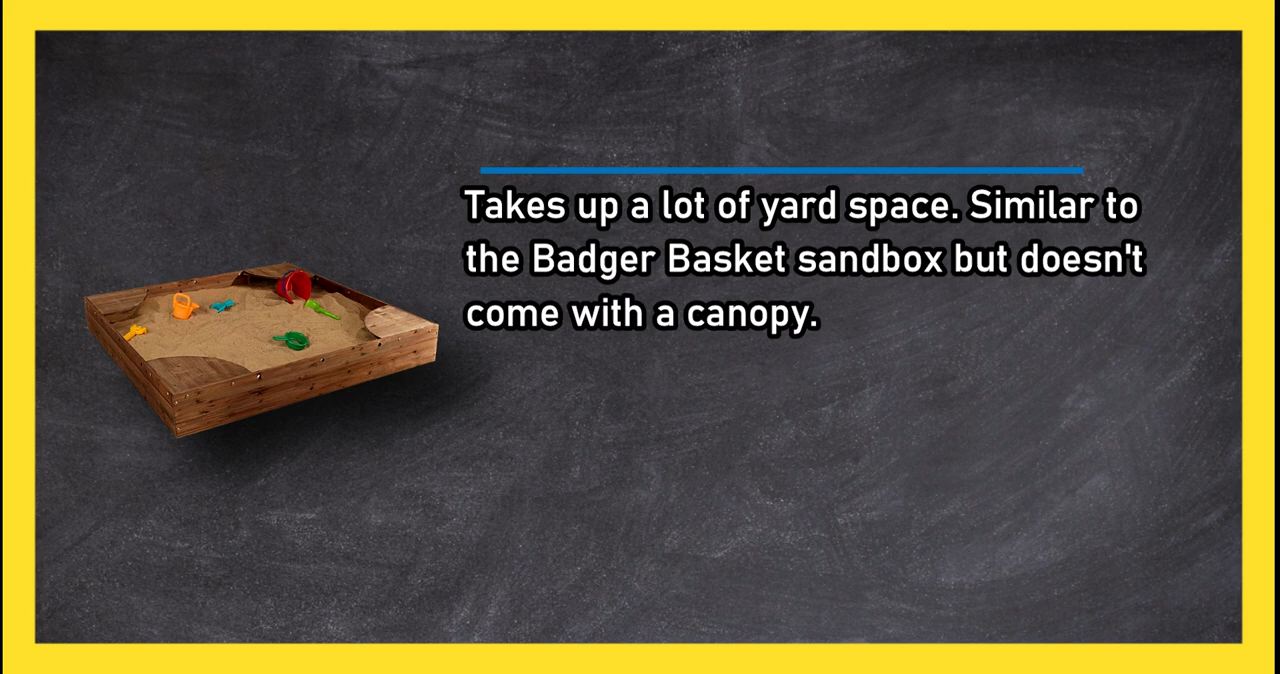 Takes up a lot of yard space. Similar to
the Badger Basket sandbox but doesn't
come with a canopy.